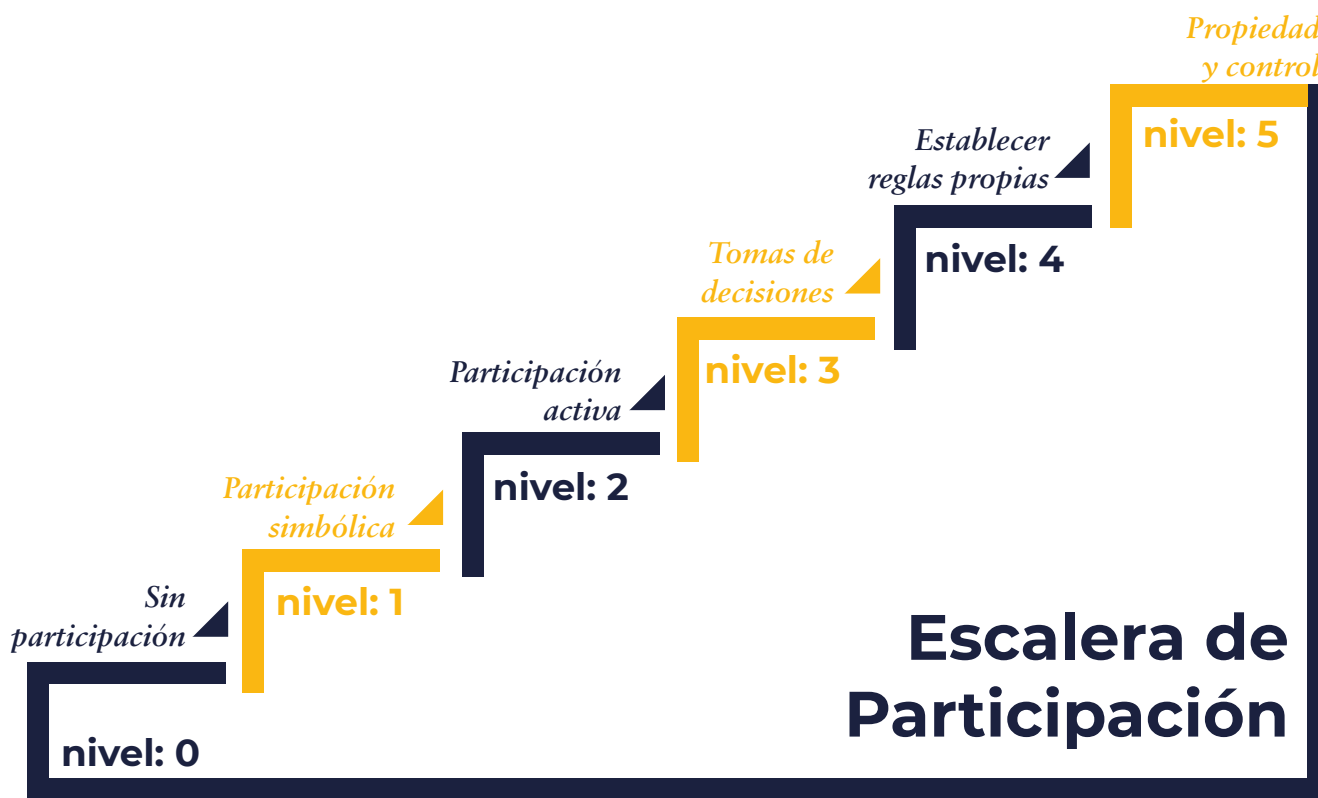 Propiedad
y control
nivel: 5
Establecer
reglas propias
nivel: 4
Tomas de
decisiones
nivel: 3
Participación
activa
nivel: 2
Participación
simbólica
nivel: 1
Sin
participación
nivel: 0
Escalera de
Participación